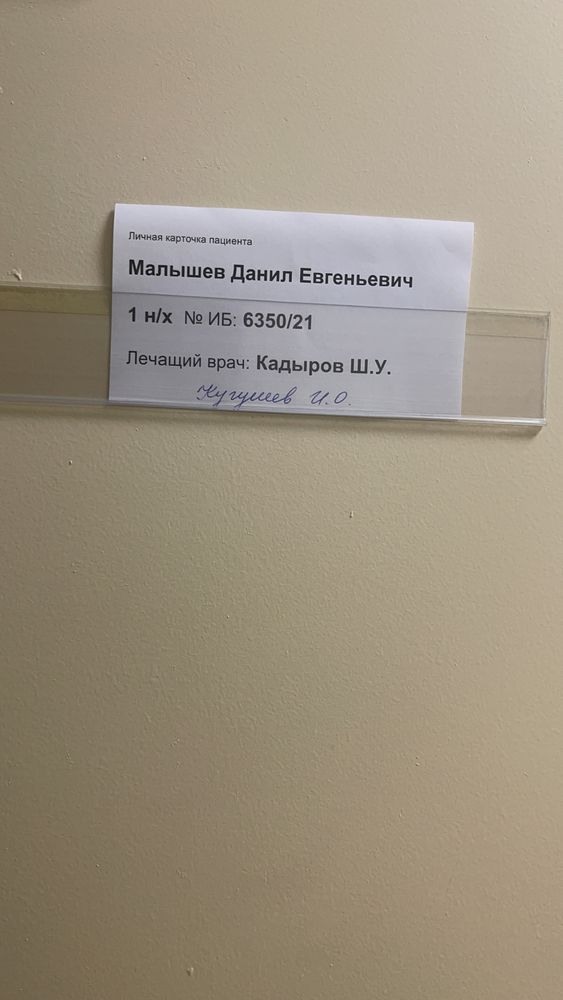 Личная карточка пациента
Малышев Данил Евгеньевич
1 н/х № ИБ: 6350/21
Лечащий врач: Кадыров Ш.У.
Кугушев И.О.